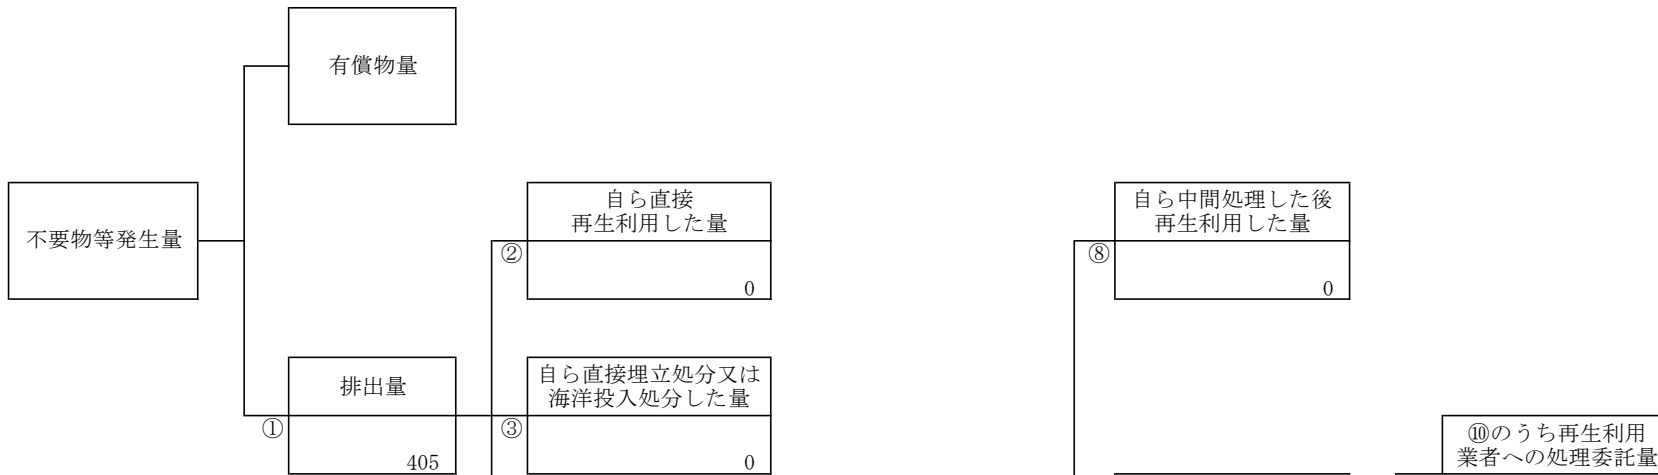 有償物量
不要物等発生量
自ら直接
再生利用した量
②
0
自ら中間処理した後
再生利用した量
⑧
0
排出量
①
405
自ら直接埋立処分又は
海洋投入処分した量
③
0
⑩のうち再生利用
業者への処理委託量